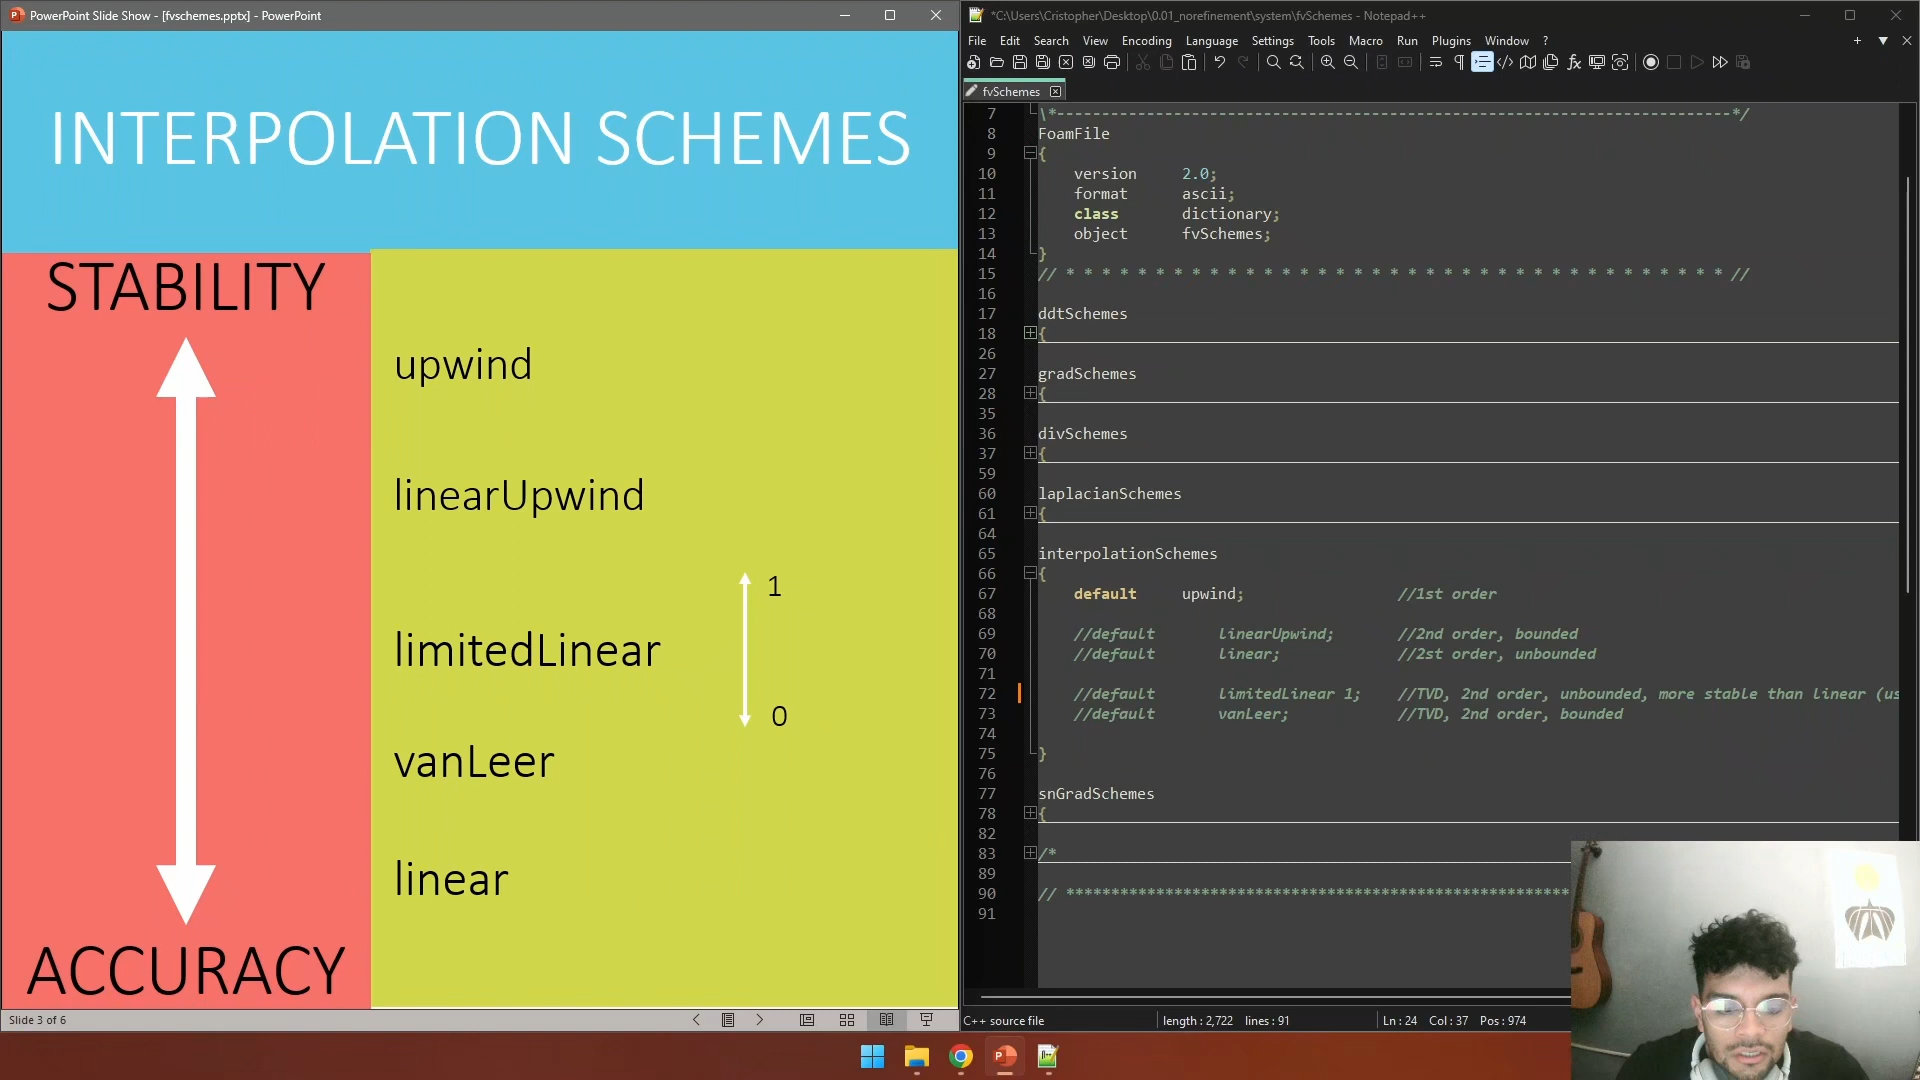 PowerPoint Slide Show - [fvschemes.pptx] - PowerPoint
INTERPOLATION SCHEMES
STABILITY
ACCURACY
upwind
linearUpwind
limitedLinear
1
0
vanLeer
linear
Slide 3 of 6
*C:\Users\Cristopher\Desktop\0.01_norefinement\system\fvSchemes - Notepad++
File Edit Search View Encoding Language Settings Tools Macro Run Plugins Window ?
fvSchemes
7 \*---------------------------------------------------------------------------*/
8 FoamFile
9 {
10 version 2.0;
11 format ascii;
12 class dictionary;
13 object fvSchemes;
14 }
15 // * * * * * * * * * * * * * * * * * * * * * * * * * * * * * * * * * * * * * //
16
17 ddtSchemes
18 {
26
27 gradSchemes
28 {
35
36 divSchemes
37 {
59
60 laplacianSchemes
61 {
64
65 interpolationSchemes
66 {
67 default upwind; //1st order
68
69 //default linearUpwind; //2nd order, bounded
70 //default linear; //2st order, unbounded
71
72 //default limitedLinear 1; //TVD, 2nd order, unbounded, more stable than linear (us
73 //default vanLeer; //TVD, 2nd order, bounded
74
75 }
76
77 snGradSchemes
78 {
82
83 /*
89
90 // ********************************************************
91
C++ source file length : 2,722 lines : 91 Ln : 24 Col : 37 Pos : 974